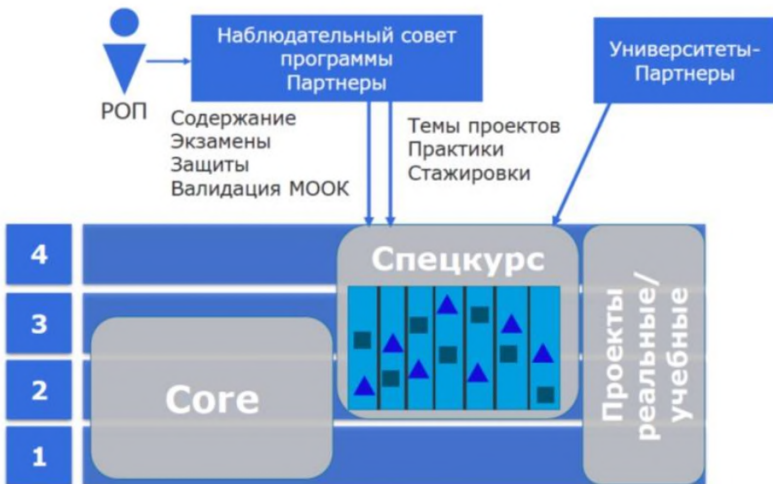 Наблюдательный совет
программы
Партнеры
Университеты-
Партнеры
РОП
Содержание
Экзамены
Защиты
Валидация МООК
Темы проектов
Практики
Стажировки
4
3
2
1
Core
Спецкурс
Проекты
реальные/
учебные